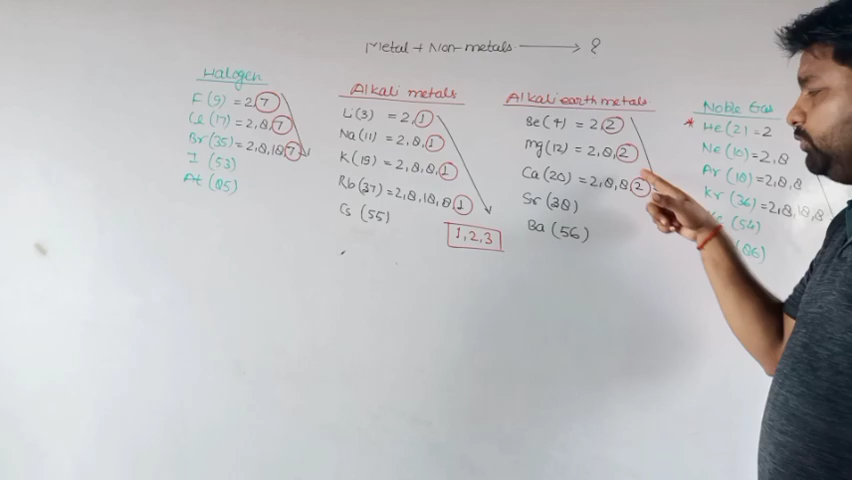 Metal + Non-metals → ?
Halogen
F (9) = 2,7
Cl (17) = 2,8,7
Br (35) = 2,8,18,7
I (53)
At (85)
Alkali metals
Li (3) = 2,1
Na (11) = 2,8,1
K (19) = 2,8,8,1
Rb (37) = 2,8,18,8,1
Cs (55)
1,2,3
Alkali earth metals
Be (4) = 2,2
Mg (12) = 2,8,2
Ca (20) = 2,8,8,2
Sr (38)
Ba (56)
Noble Gas
* He (2) = 2
Ne (10) = 2,8
Ar (18) = 2,8,8
Kr (36) = 2,8,18,8
(54)
(86)